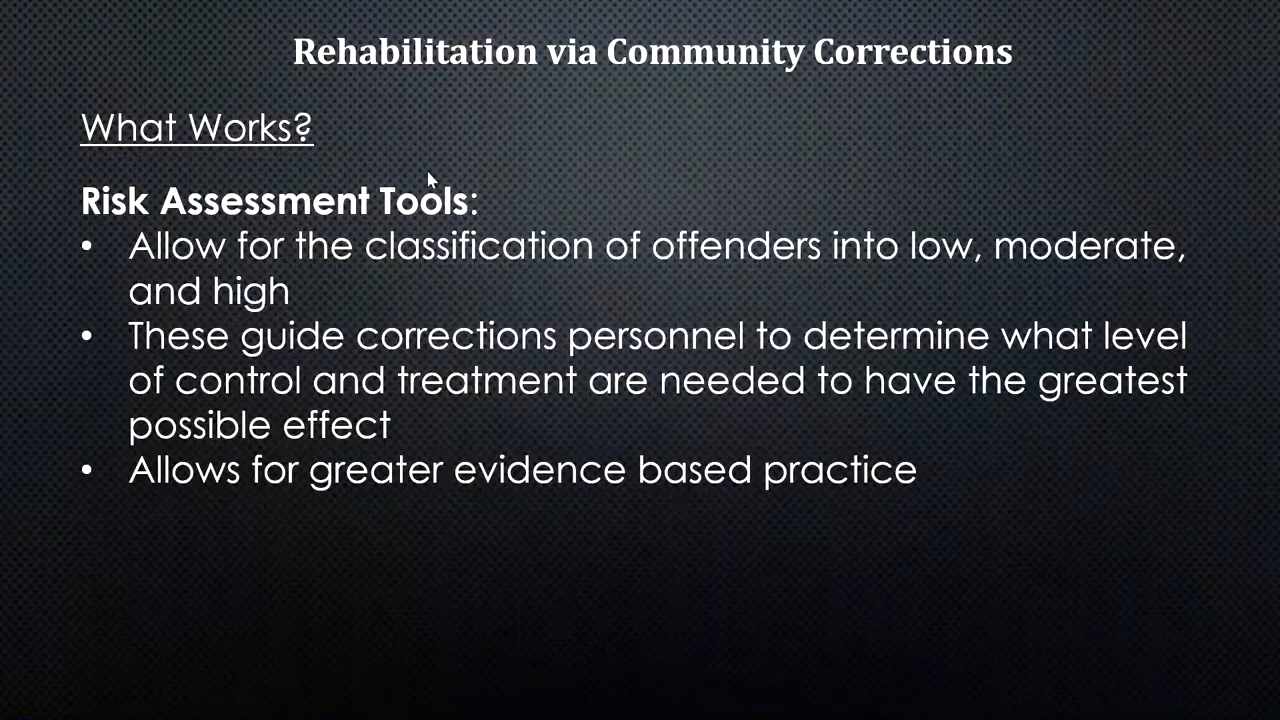 Rehabilitation via Community Corrections
What Works?
Risk Assessment Tools:
• Allow for the classification of offenders into low, moderate,
and high
• These guide corrections personnel to determine what level
of control and treatment are needed to have the greatest
possible effect
• Allows for greater evidence based practice